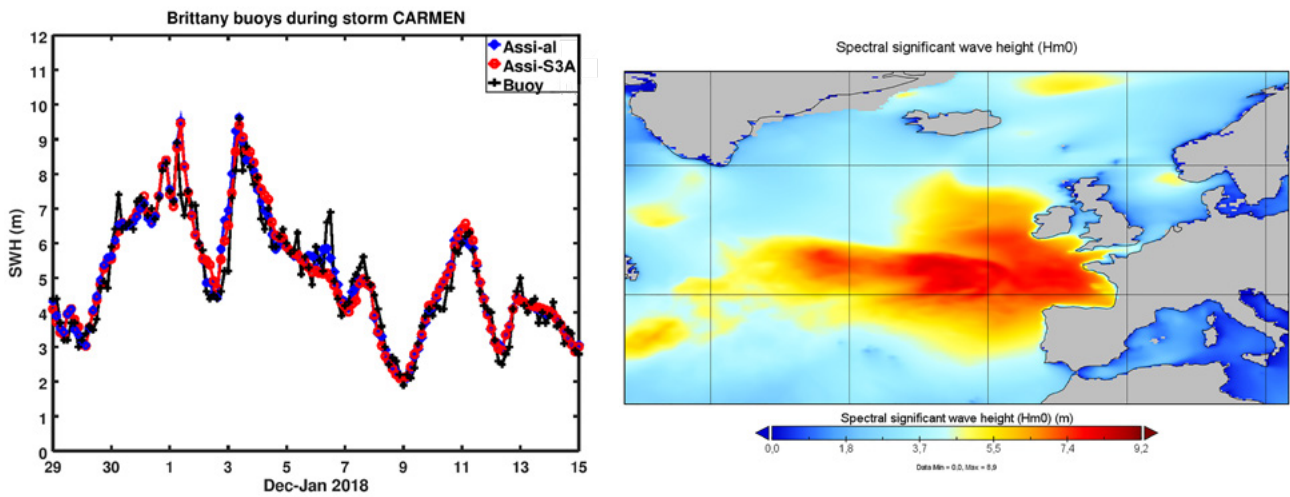 Brittany buoys during storm CARMEN
12
11
10
9
8
7
6
5
4
3
2
1
0
SWH (m)
Assi-al
Assi-S3A
Buoy
29 30 1 3 5 7 9 11 13 15
Dec-Jan 2018
Spectral significant wave height (Hm0)
Spectral significant wave height (Hm0) (m)
0,0 1,8 3,7 5,5 7,4 9,2
Data Min = 0,0, Max = 8,9